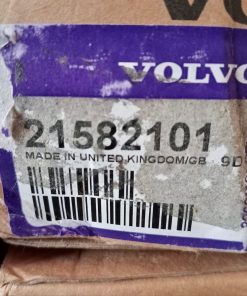 VOLVO
21582101
MADE IN UNITED KINGDOM/GB 9D